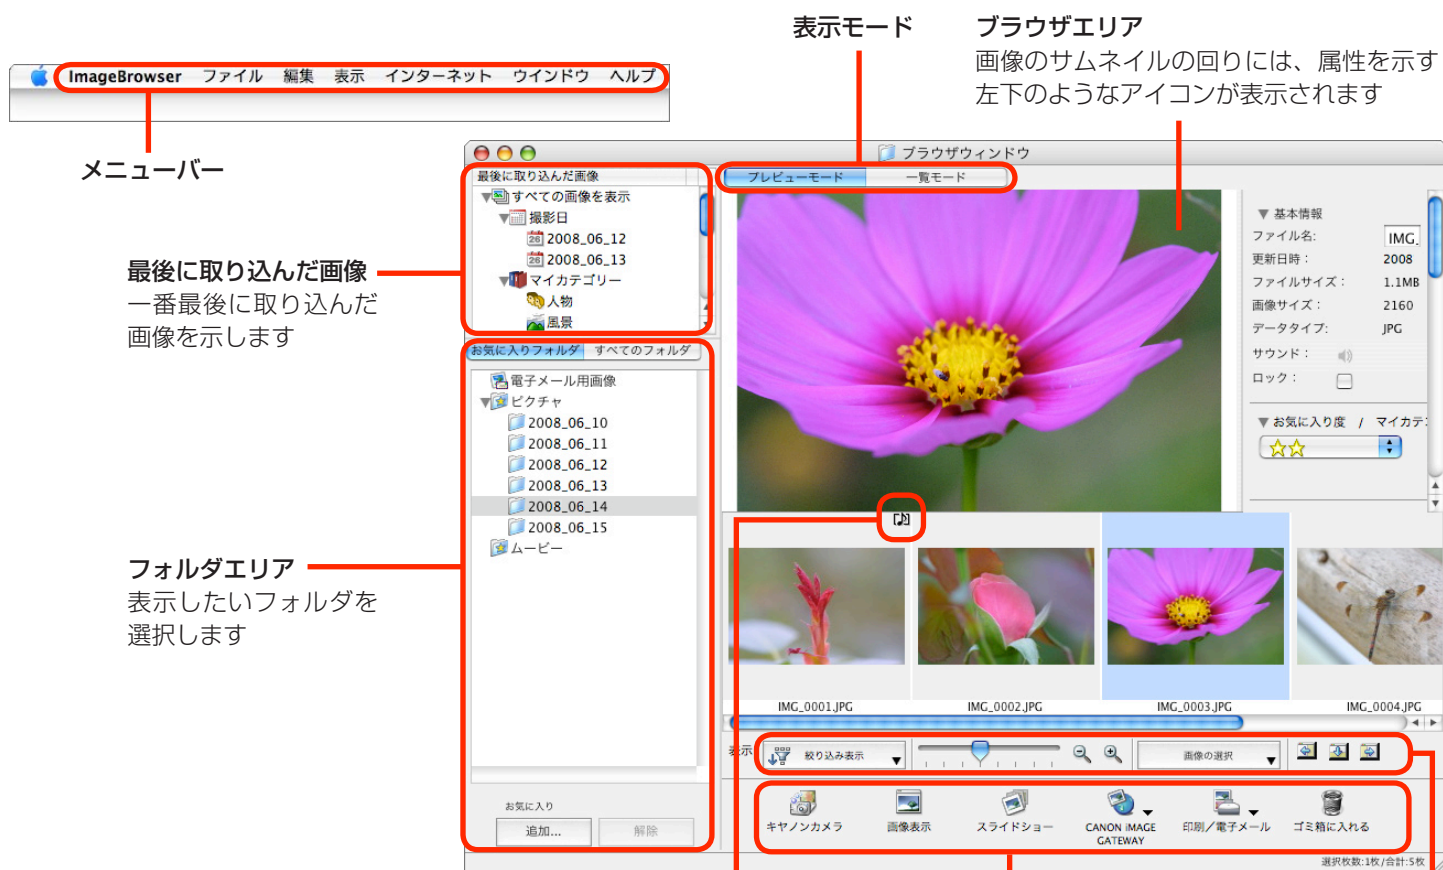 表示モード
ブラウザエリア
画像のサムネイルの回りには、属性を示す
左下のようなアイコンが表示されます
ImageBrowser ファイル 編集 表示 インターネット ウインドウ ヘルプ
メニューバー
ブラウザウィンドウ
最後に取り込んだ画像
すべての画像を表示
撮影日
2008_06_12
2008_06_13
マイカテゴリー
人物
風景
プレビューモード 一覧モード
最後に取り込んだ画像
一番最後に取り込んだ
画像を示します
基本情報
ファイル名: IMG_
更新日時： 2008
ファイルサイズ： 1.1MB
画像サイズ： 2160
データタイプ: JPG
サウンド：
ロック：
お気に入り度 / マイカテ
お気に入りフォルダ すべてのフォルダ
電子メール用画像
ピクチャ
2008_06_10
2008_06_11
2008_06_12
2008_06_13
2008_06_14
2008_06_15
ムービー
フォルダエリア
表示したいフォルダを
選択します
IMG_0001.JPG IMG_0002.JPG IMG_0003.JPG IMG_0004.JPG
表示 絞り込み表示 画像の選択
お気に入り
追加... 解除
キヤノンカメラ 画像表示 スライドショー CANON iMAGE GATEWAY 印刷／電子メール ゴミ箱に入れる
選択枚数:1枚/合計:5枚